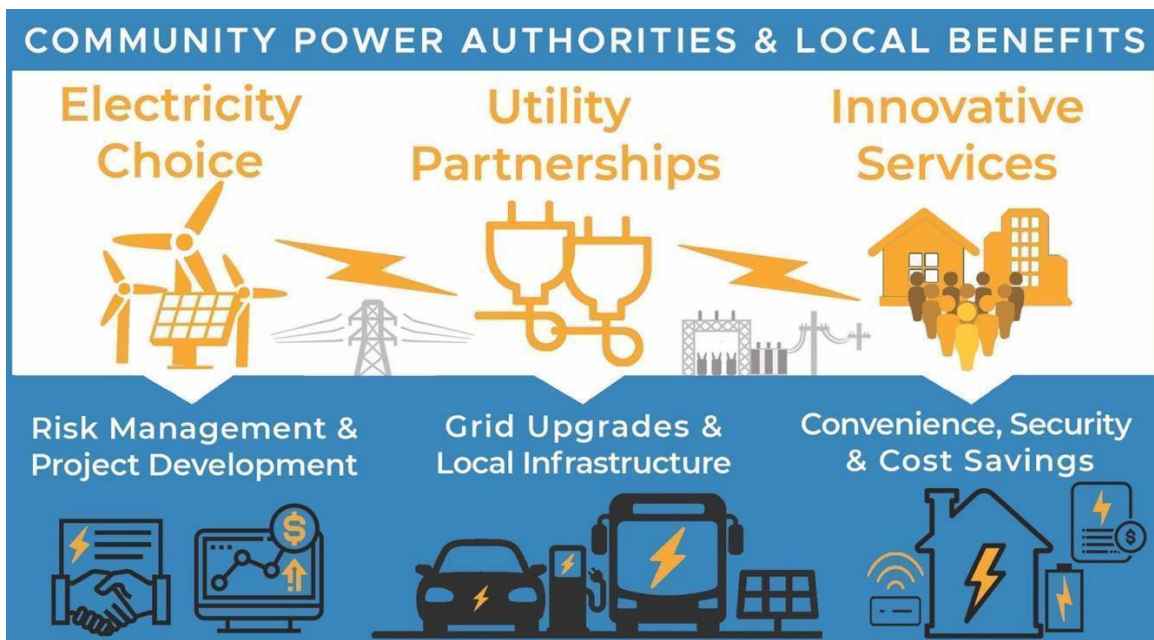 COMMUNITY POWER AUTHORITIES & LOCAL BENEFITS
Electricity
Choice
Utility
Partnerships
Innovative
Services
Risk Management &
Project Development
Grid Upgrades &
Local Infrastructure
Convenience, Security
& Cost Savings
$
$